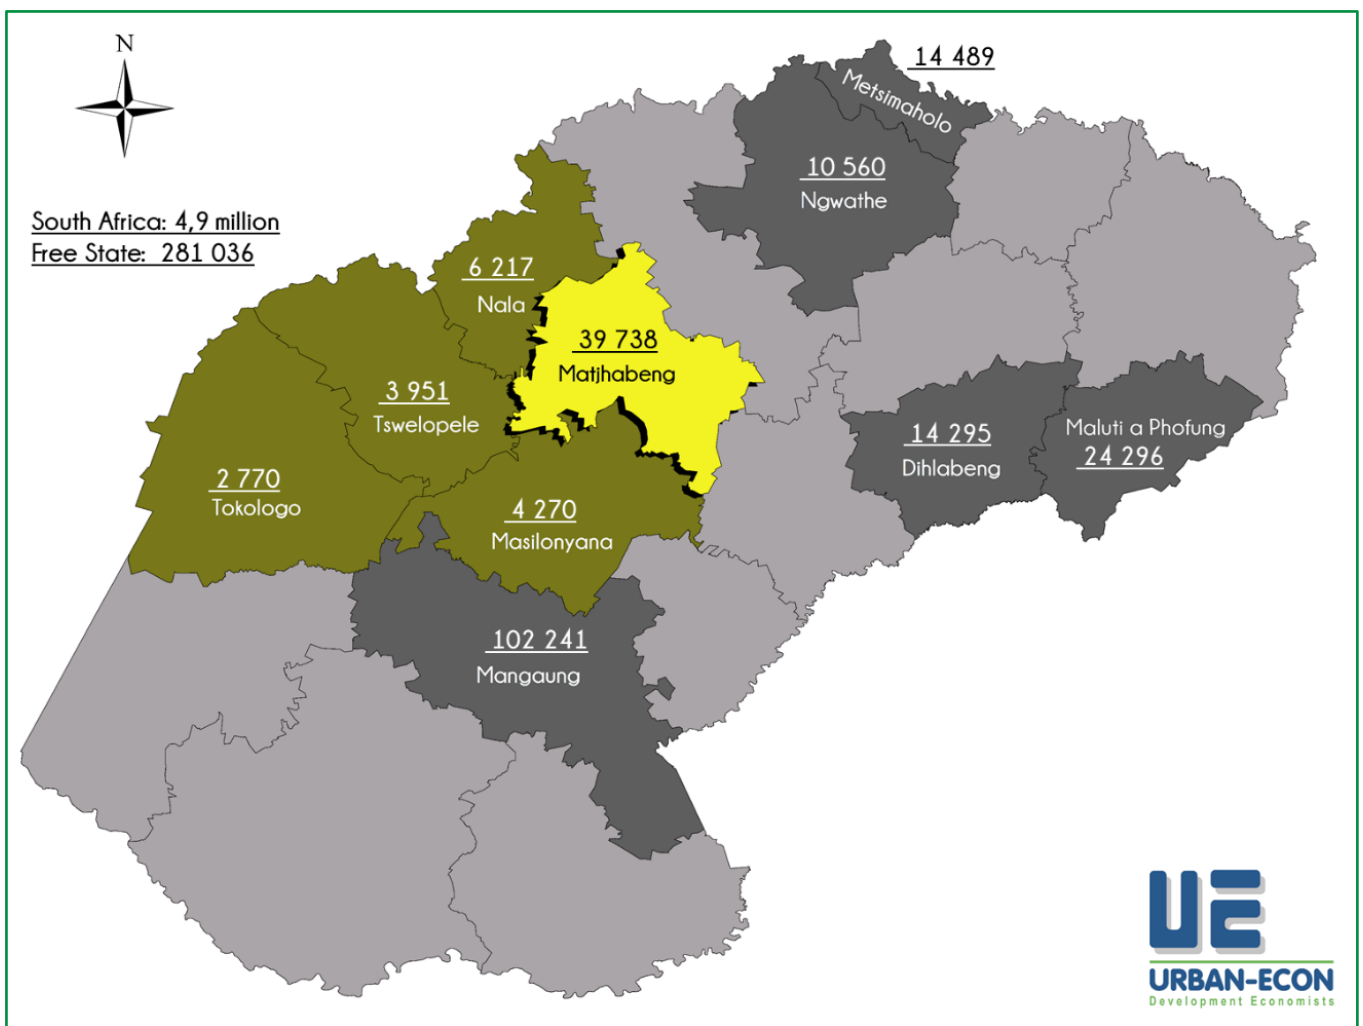 N
14 489
Metsimaholo
10 560
Ngwathe
South Africa: 4,9 million
Free State: 281 036
6 217
Nala
39 738
Matjhabeng
3 951
Tswelopele
14 295
Dihlabeng
Maluti a Phofung
24 296
2 770
Tokologo
4 270
Masilonyana
102 241
Mangaung
UE
URBAN-ECON
Development Economists